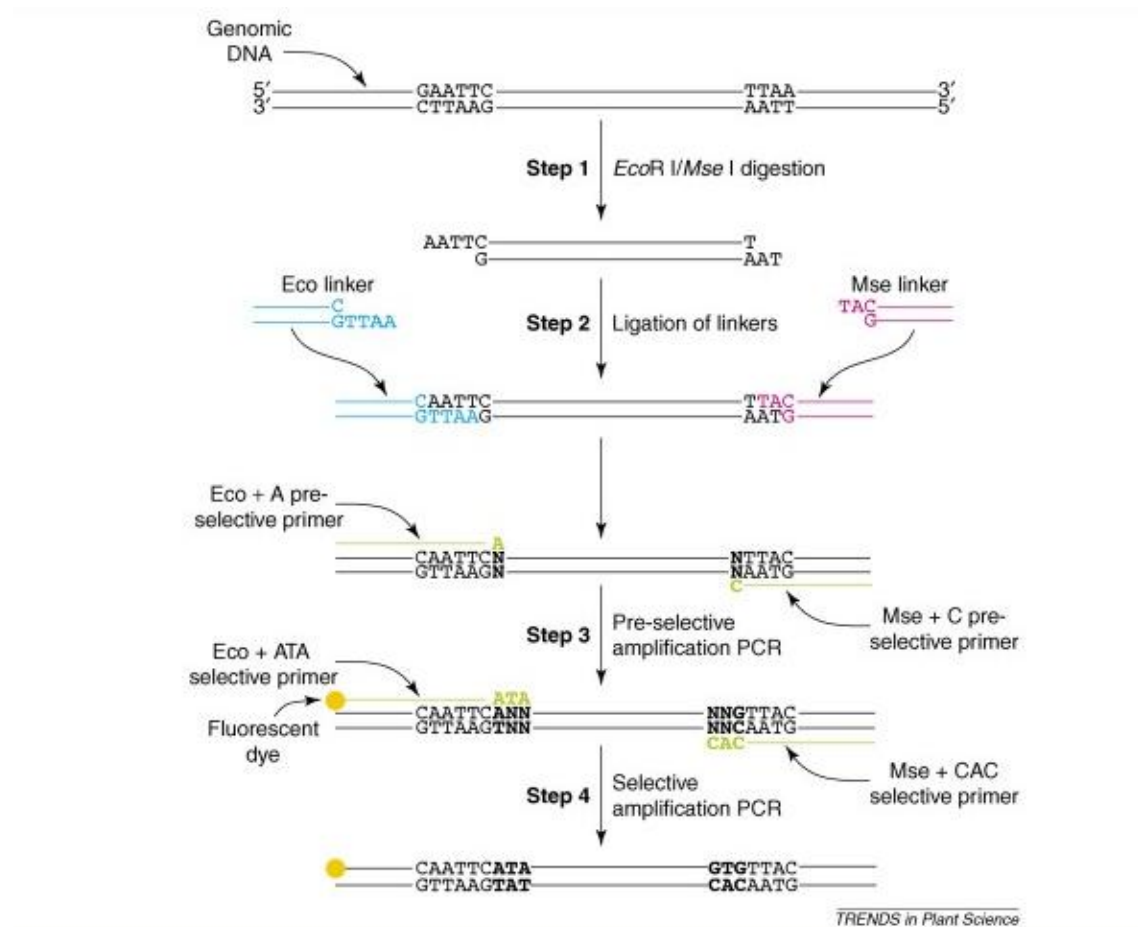 Genomic
DNA
5′ GAATTC TTAA 3′
3′ CTTAAG AATT 5′
Step 1 EcoR I/Mse I digestion
AATTC T
G AAT
Eco linker
C
GTTAA
Mse linker
TAC
G
Step 2 Ligation of linkers
CAATTC TTAC
GTTAAG AATG
Eco + A pre-
selective primer
A
CAATTCN NTTAC
GTTAAGN NAATG
C
Mse + C pre-
selective primer
Step 3 Pre-selective
amplification PCR
Eco + ATA
selective primer
ATA
CAATTCANN NNGTTAC
GTTAAGTNN NNCAATG
CAC
Fluorescent
dye
Mse + CAC
selective primer
Step 4 Selective
amplification PCR
CAATTCATA GTGTTAC
GTTAAGTAT CACAATG
TRENDS in Plant Science